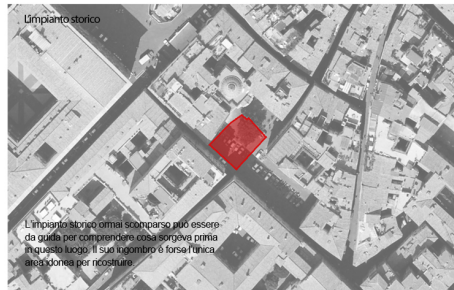 L'impianto storico
L'impianto storico ormai scomparso può essere
da guida per comprendere cosa sorgeva prima
in questo luogo. Il suo ingombro è forse l'unica
area idonea per ricostruire.